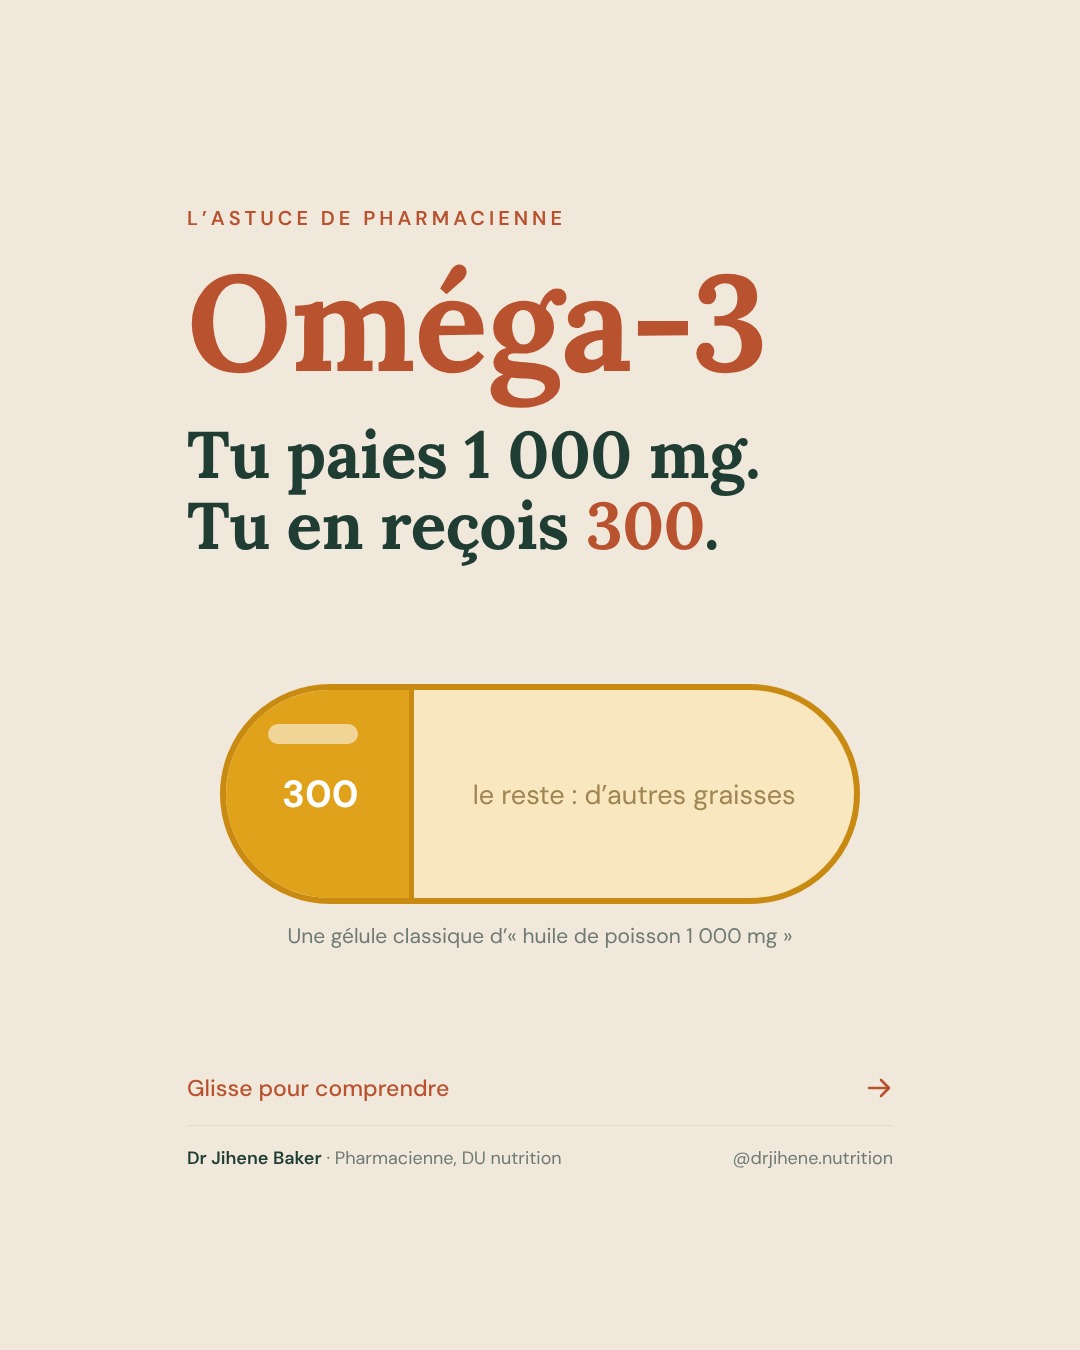 L’ASTUCE DE PHARMACIENNE
Oméga-3
Tu paies 1 000 mg.
Tu en reçois 300.
300
le reste : d’autres graisses
Une gélule classique d’« huile de poisson 1 000 mg »
Glisse pour comprendre →
Dr Jihene Baker · Pharmacienne, DU nutrition
@drjihene.nutrition